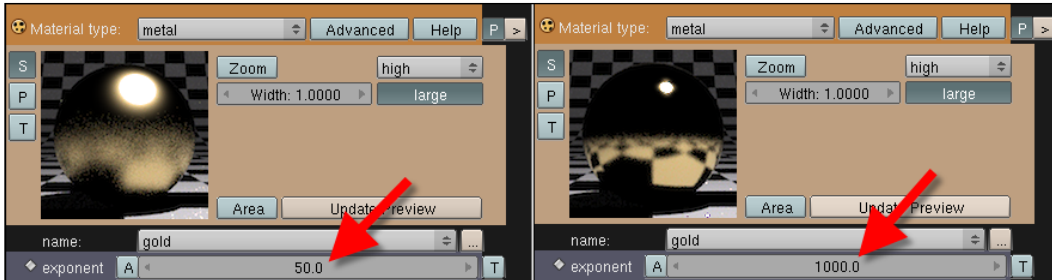 Material type: metal Advanced Help P >
S Zoom high
P Width: 1.0000 large
T
Area Update Preview
name: gold ...
exponent A 50.0 T
Material type: metal Advanced Help P >
S Zoom high
P Width: 1.0000 large
T
Area Update Preview
name: gold ...
exponent A 1000.0 T